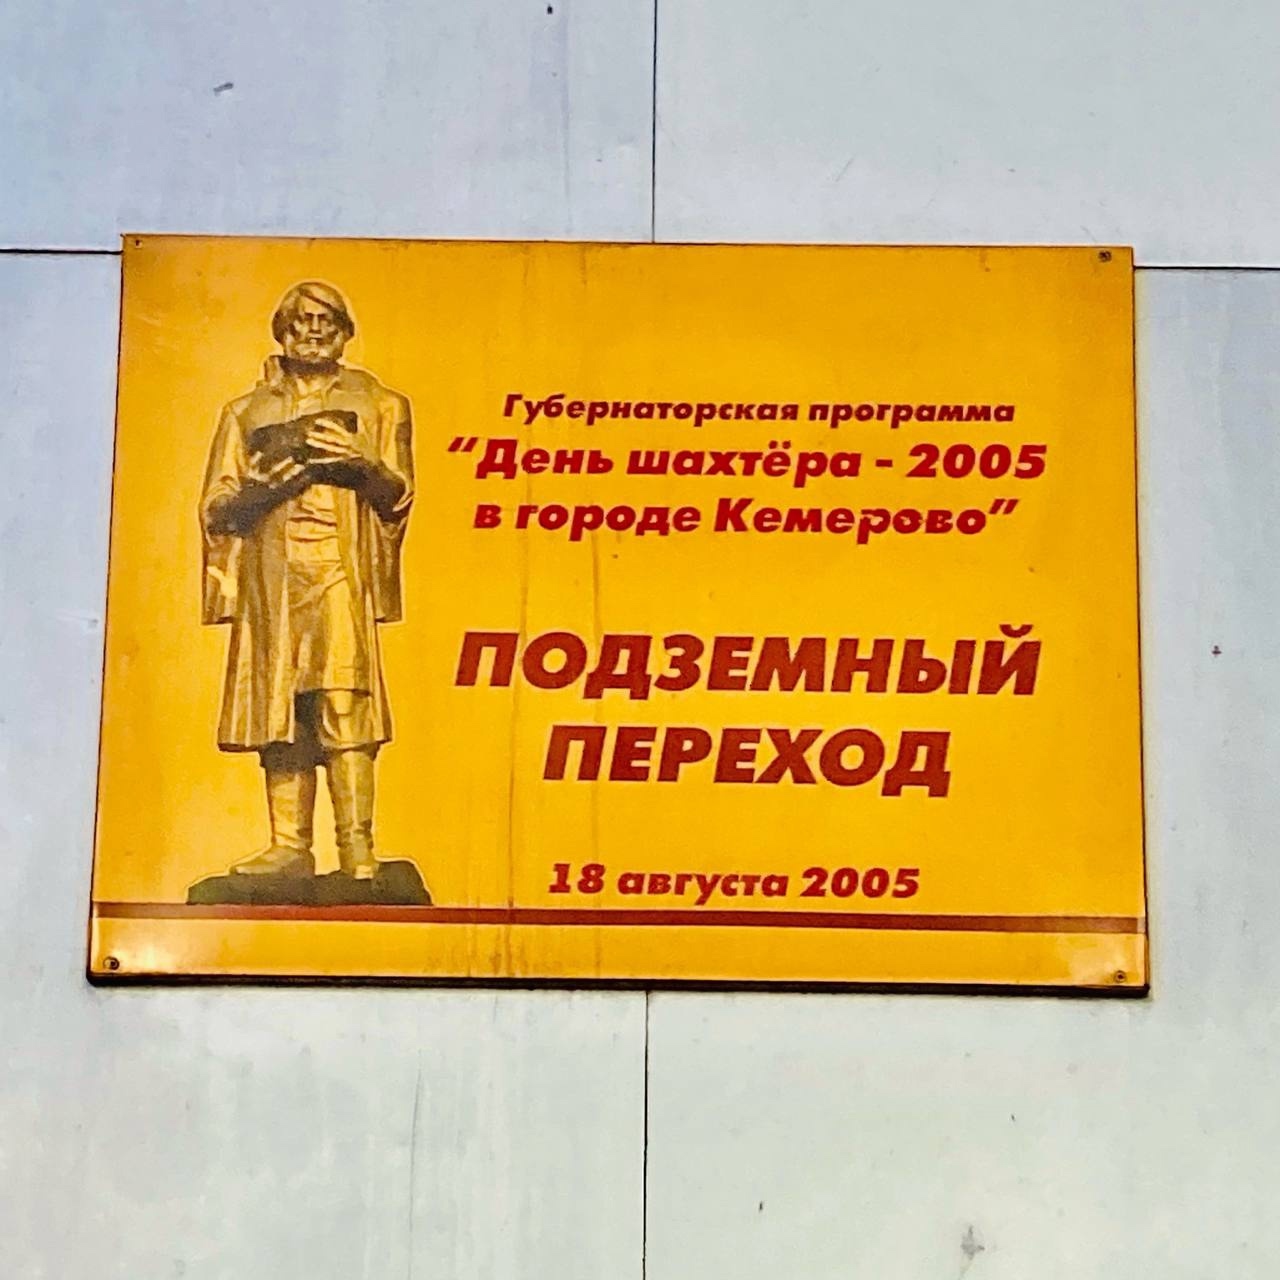 Губернаторская программа
“День шахтёра - 2005
в городе Кемерово”
ПОДЗЕМНЫЙ
ПЕРЕХОД
18 августа 2005